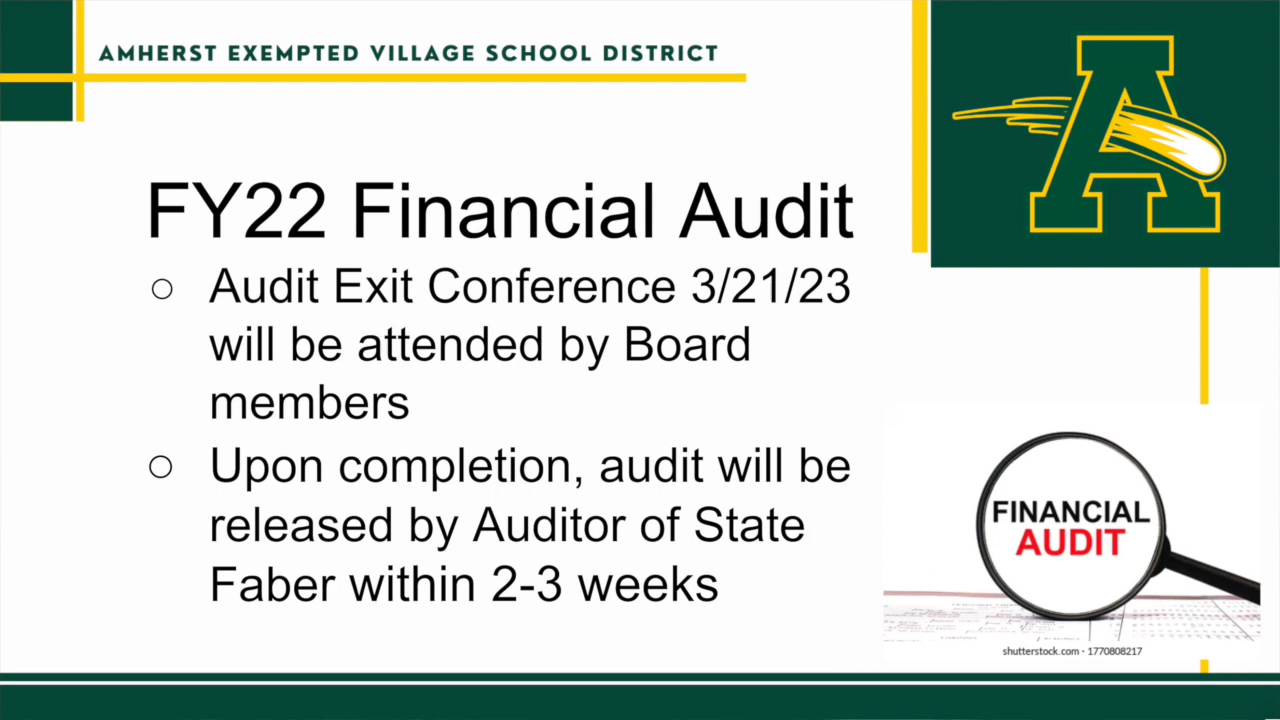 AMHERST EXEMPTED VILLAGE SCHOOL DISTRICT
A
FY22 Financial Audit
○ Audit Exit Conference 3/21/23
will be attended by Board
members
○ Upon completion, audit will be
released by Auditor of State
Faber within 2-3 weeks
FINANCIAL
AUDIT
shutterstock.com · 1770808217